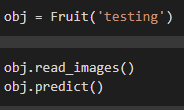 obj = Fruit('testing')
obj.read_images()
obj.predict()